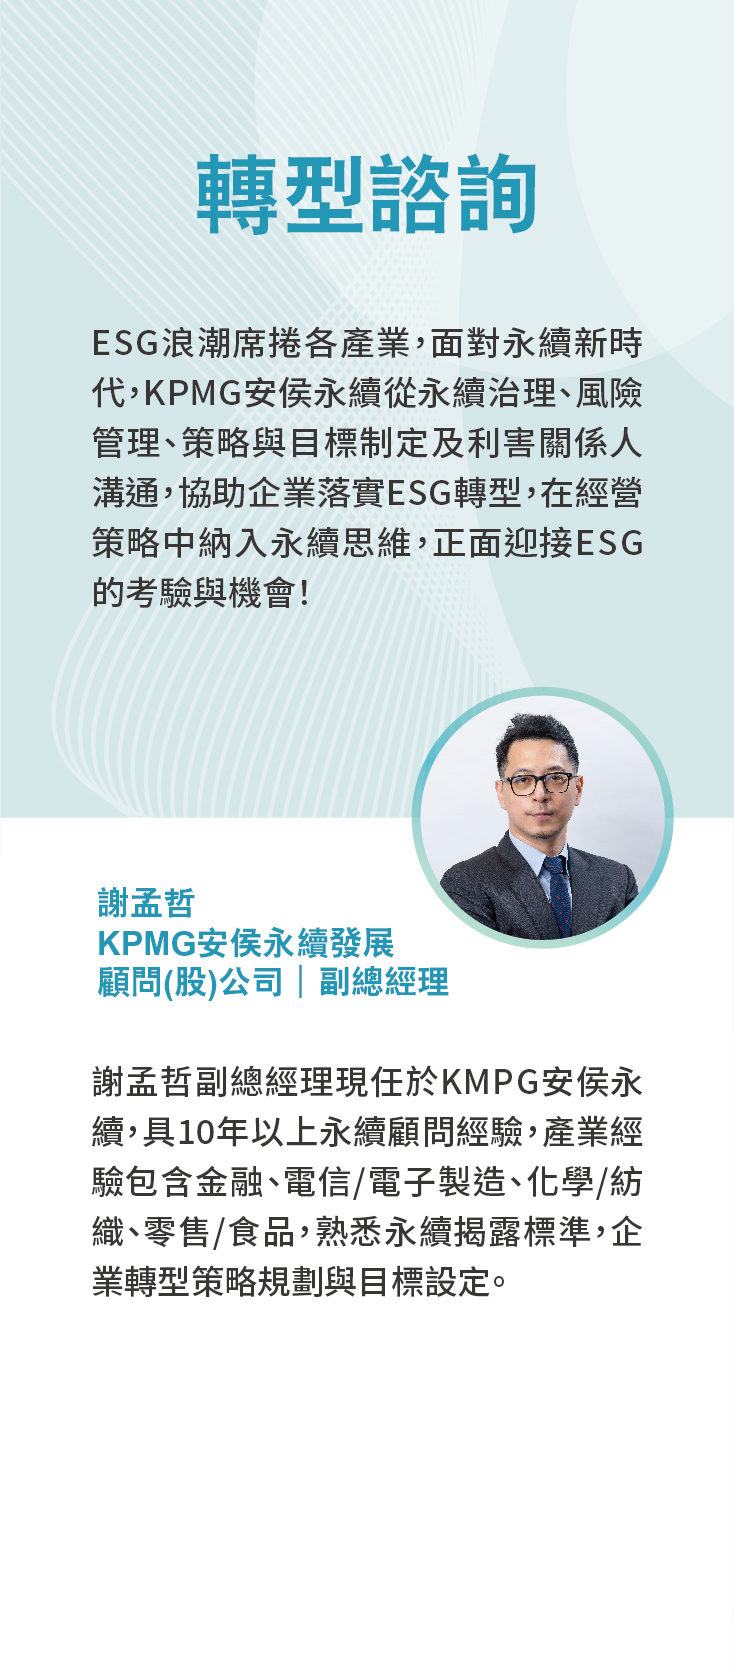 轉型諮詢
ESG浪潮席捲各產業，面對永續新時
代，KPMG安侯永續從永續治理、風險
管理、策略與目標制定及利害關係人
溝通，協助企業落實ESG轉型，在經營
策略中納入永續思維，正面迎接ESG
的考驗與機會！
謝孟哲
KPMG安侯永續發展
顧問(股)公司｜副總經理
謝孟哲副總經理現任於KMPG安侯永
續，具10年以上永續顧問經驗，產業經
驗包含金融、電信/電子製造、化學/紡
織、零售/食品，熟悉永續揭露標準，企
業轉型策略規劃與目標設定。